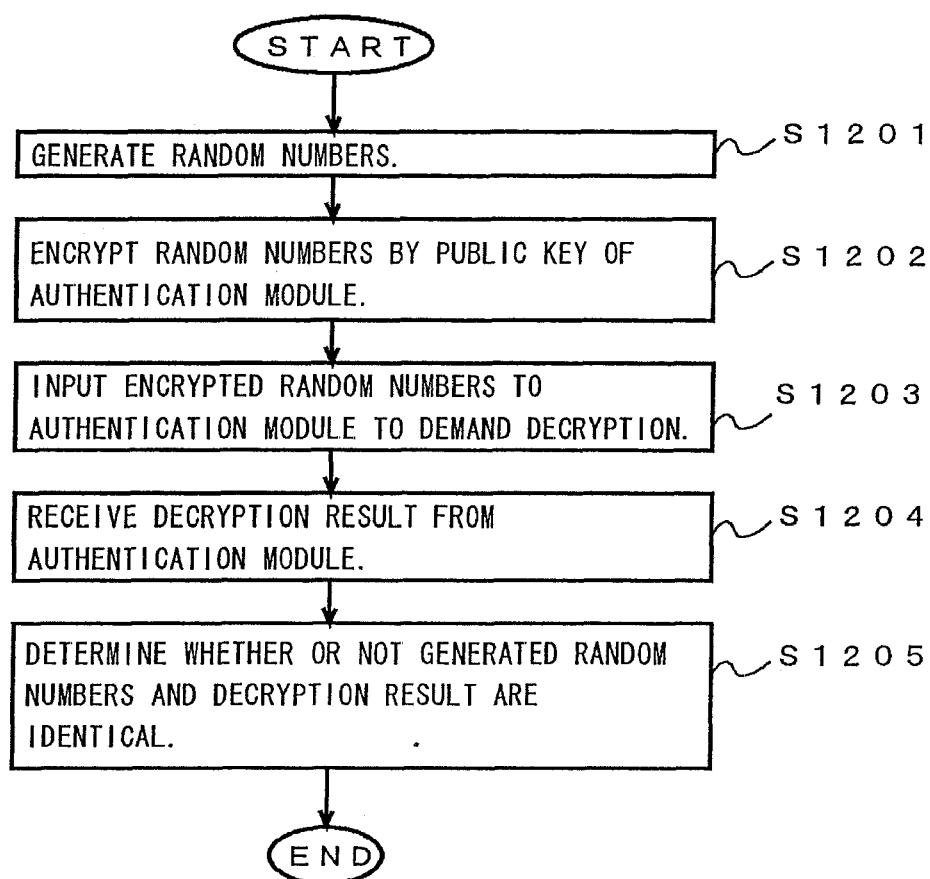 START
GENERATE RANDOM NUMBERS.
S1201
ENCRYPT RANDOM NUMBERS BY PUBLIC KEY OF
AUTHENTICATION MODULE.
S1202
INPUT ENCRYPTED RANDOM NUMBERS TO
AUTHENTICATION MODULE TO DEMAND DECRYPTION.
S1203
RECEIVE DECRYPTION RESULT FROM
AUTHENTICATION MODULE.
S1204
DETERMINE WHETHER OR NOT GENERATED RANDOM
NUMBERS AND DECRYPTION RESULT ARE
IDENTICAL.
S1205
END